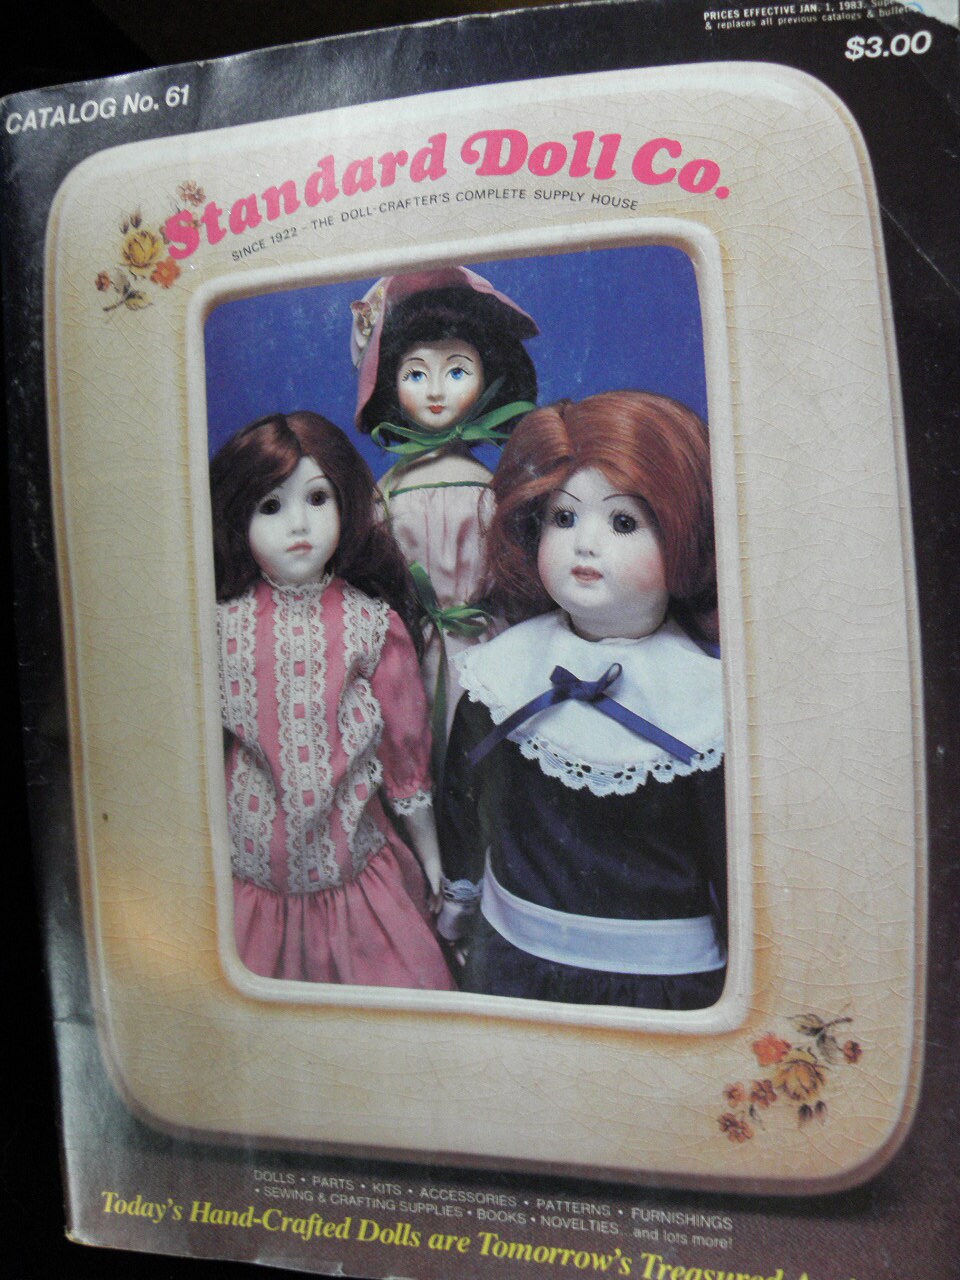 PRICES EFFECTIVE JAN. 1, 1983.
& replaces all previous catalogs &
$3.00
CATALOG No. 61
Standard Doll Co.
SINCE 1922 - THE DOLL-CRAFTER'S COMPLETE SUPPLY HOUSE
DOLLS • PARTS • KITS • ACCESSORIES • PATTERNS • FURNISHINGS
• SEWING & CRAFTING SUPPLIES • BOOKS • NOVELTIES... and lots more!
Today's Hand-Crafted Dolls are Tomorrow's Treasured